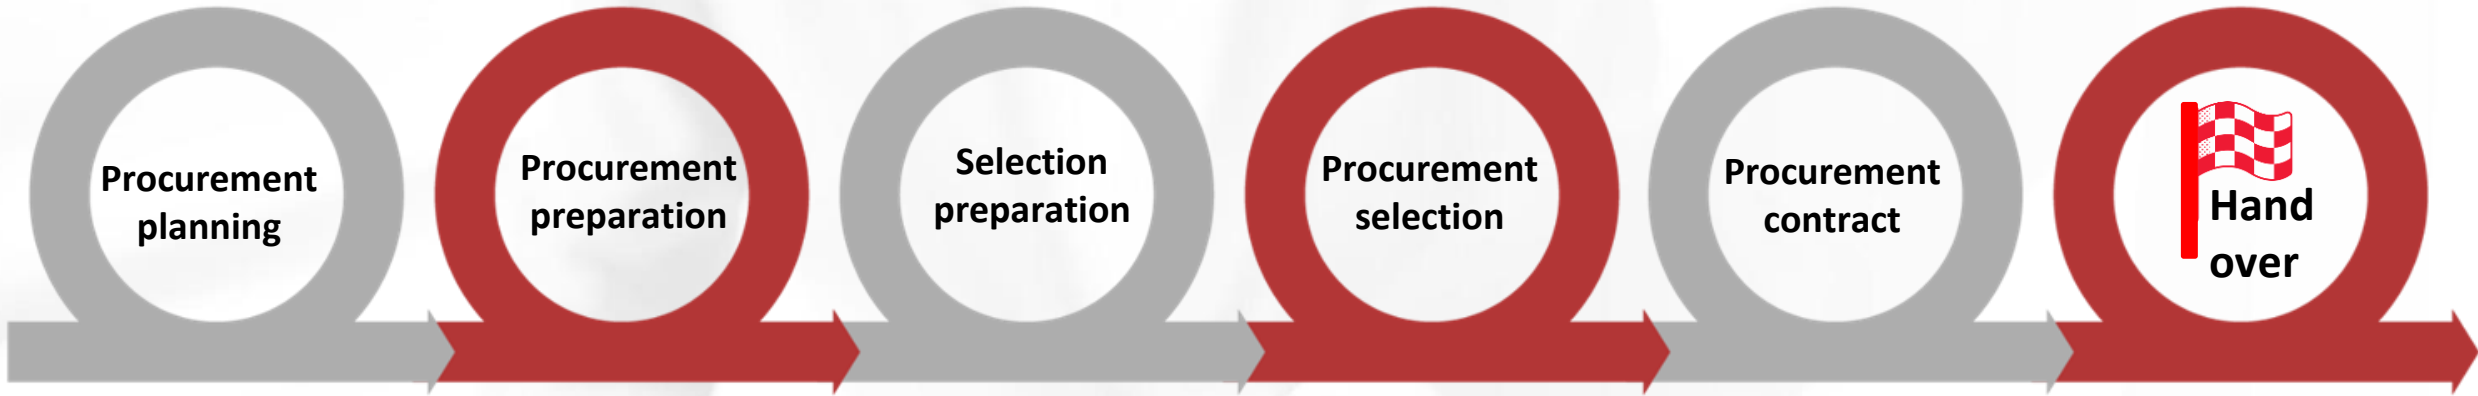 Procurement
planning
Procurement
preparation
Selection
preparation
Procurement
selection
Procurement
contract
Hand
over